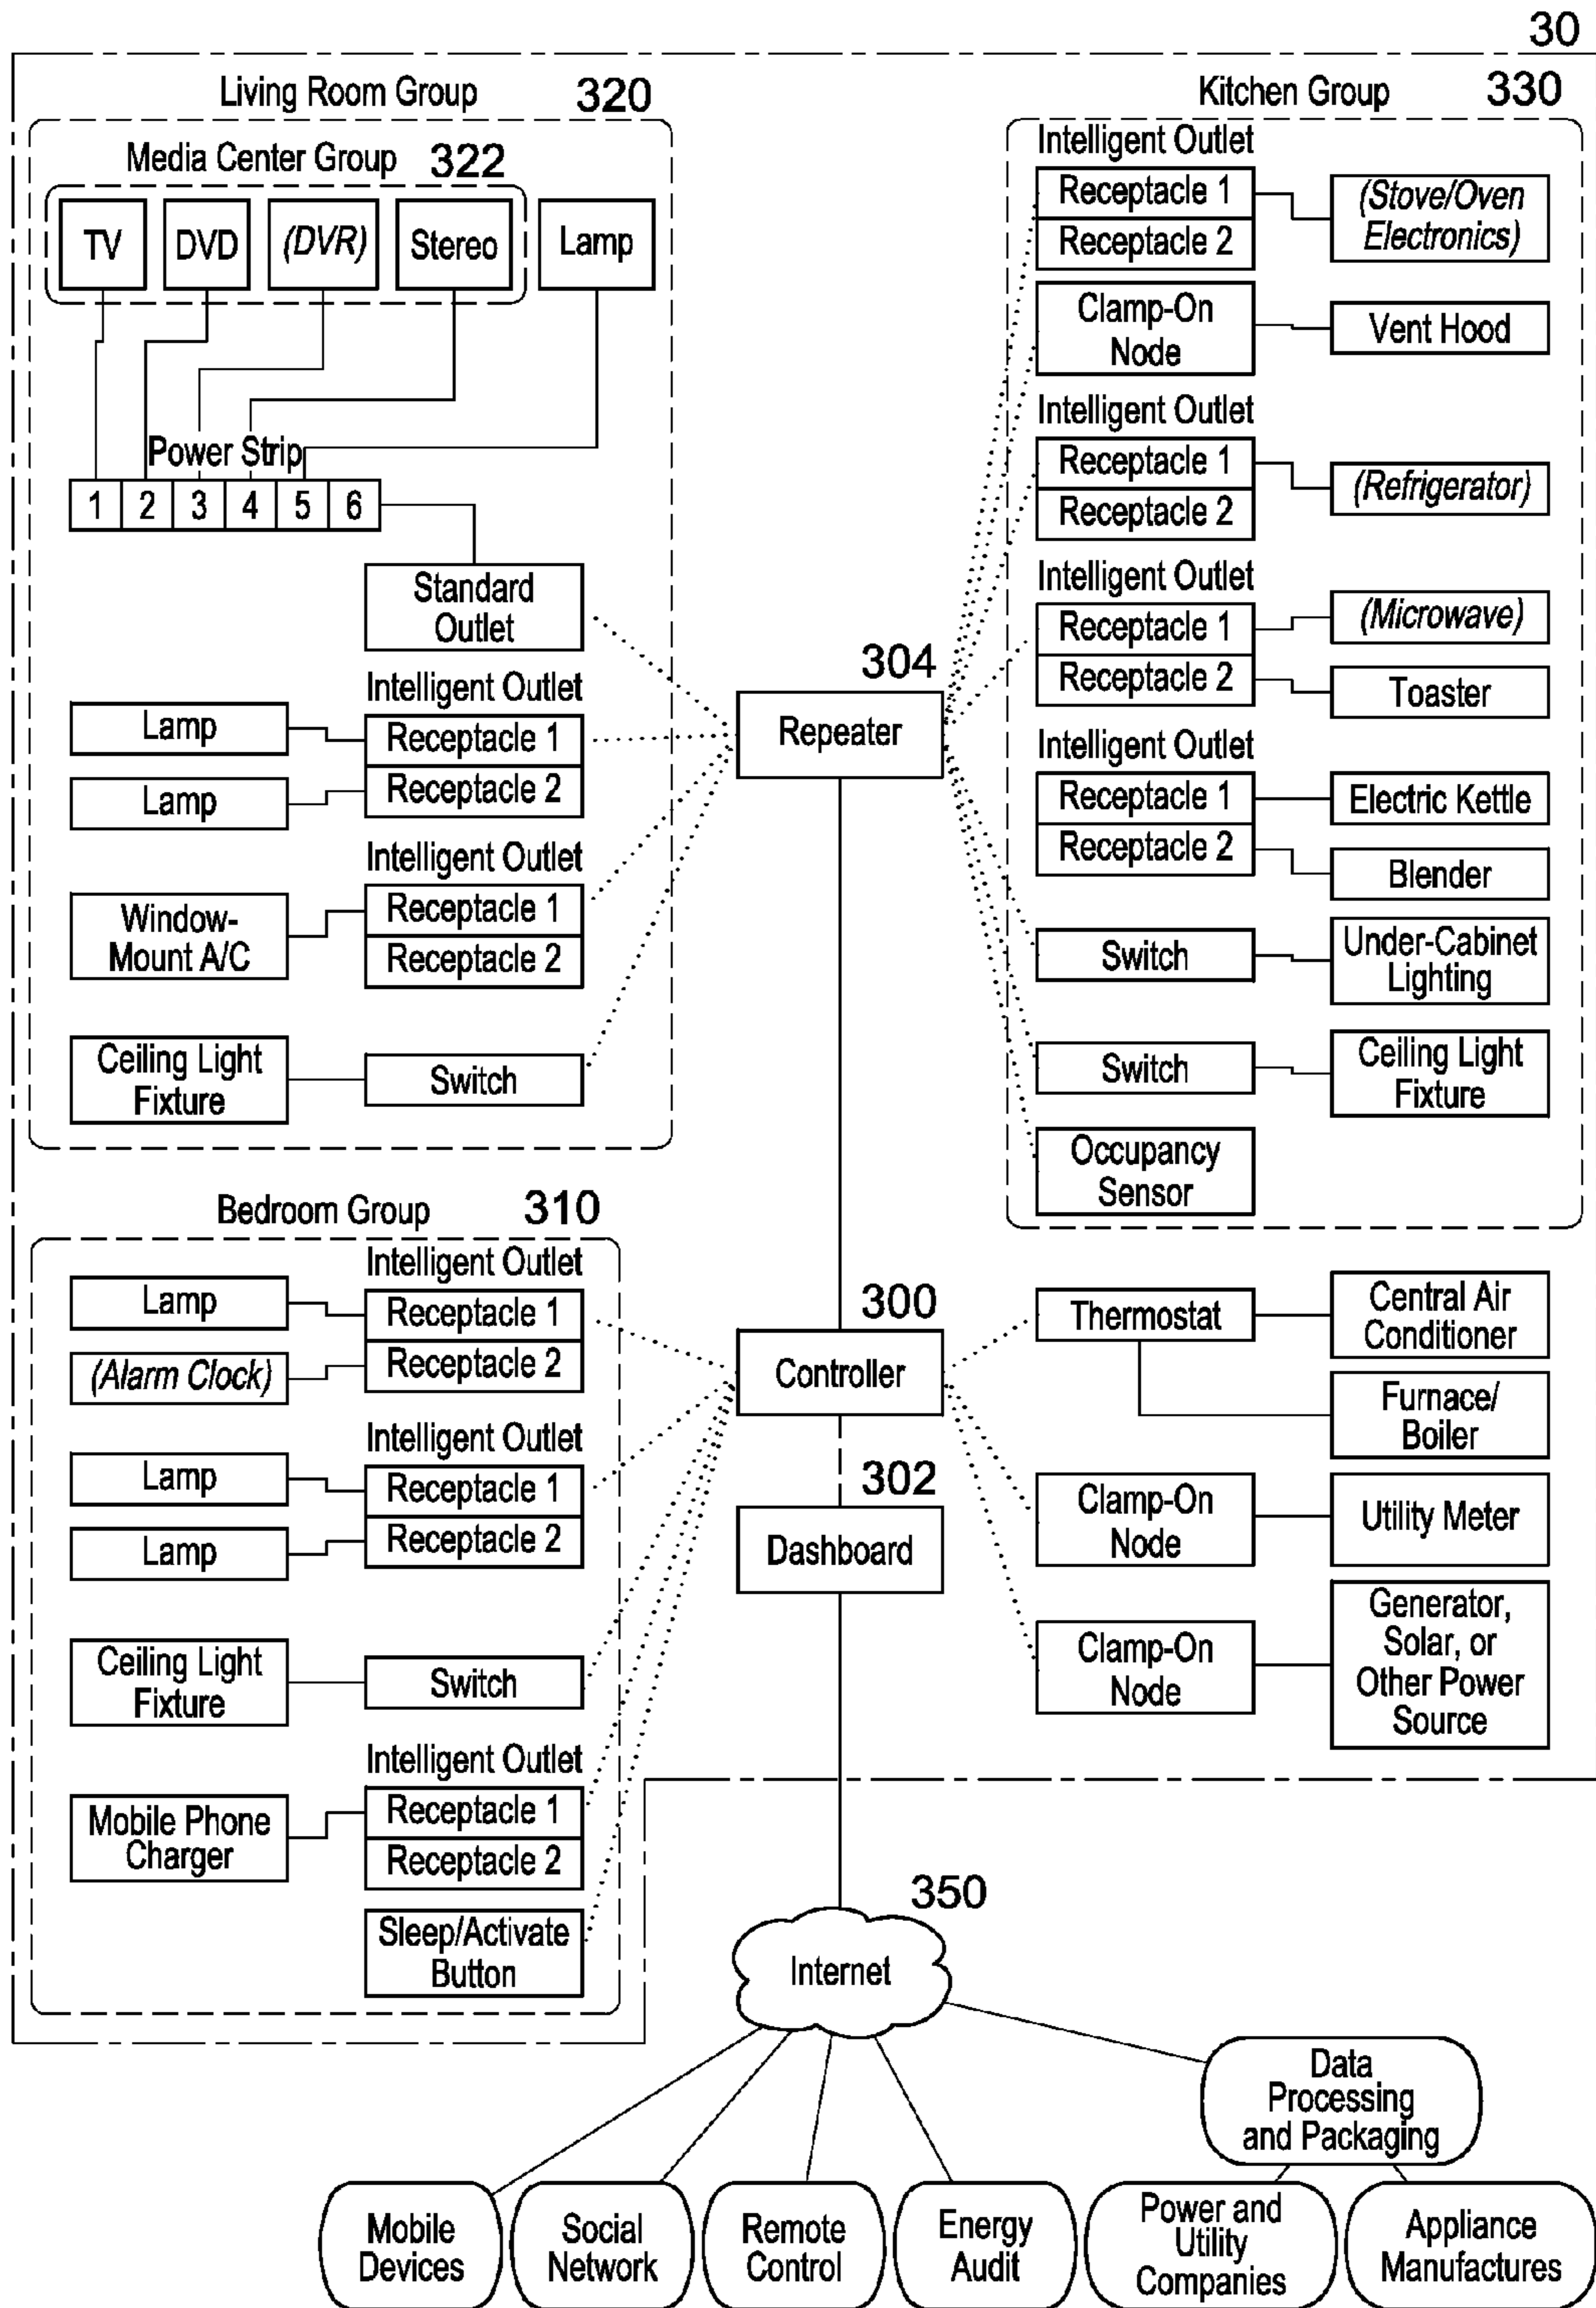 30
Living Room Group 320
Media Center Group 322
TV
DVD
(DVR)
Stereo
Lamp
Power Strip
1 2 3 4 5 6
Standard
Outlet
Intelligent Outlet
Lamp
Receptacle 1
Lamp
Receptacle 2
Intelligent Outlet
Window-
Mount A/C
Receptacle 1
Receptacle 2
Ceiling Light
Fixture
Switch
Kitchen Group 330
Intelligent Outlet
Receptacle 1
Receptacle 2
(Stove/Oven
Electronics)
Clamp-On
Node
Vent Hood
Intelligent Outlet
Receptacle 1
Receptacle 2
(Refrigerator)
Intelligent Outlet
Receptacle 1
(Microwave)
Receptacle 2
Toaster
Intelligent Outlet
Receptacle 1
Electric Kettle
Receptacle 2
Blender
Switch
Under-Cabinet
Lighting
Switch
Ceiling Light
Fixture
Occupancy
Sensor
304
Repeater
Bedroom Group 310
Intelligent Outlet
Lamp
Receptacle 1
(Alarm Clock)
Receptacle 2
Intelligent Outlet
Lamp
Receptacle 1
Lamp
Receptacle 2
Ceiling Light
Fixture
Switch
Intelligent Outlet
Mobile Phone
Charger
Receptacle 1
Receptacle 2
Sleep/Activate
Button
300
Controller
302
Dashboard
Thermostat
Central Air
Conditioner
Furnace/
Boiler
Clamp-On
Node
Utility Meter
Clamp-On
Node
Generator,
Solar, or
Other Power
Source
350
Internet
Data
Processing
and Packaging
Mobile
Devices
Social
Network
Remote
Control
Energy
Audit
Power and
Utility
Companies
Appliance
Manufactures